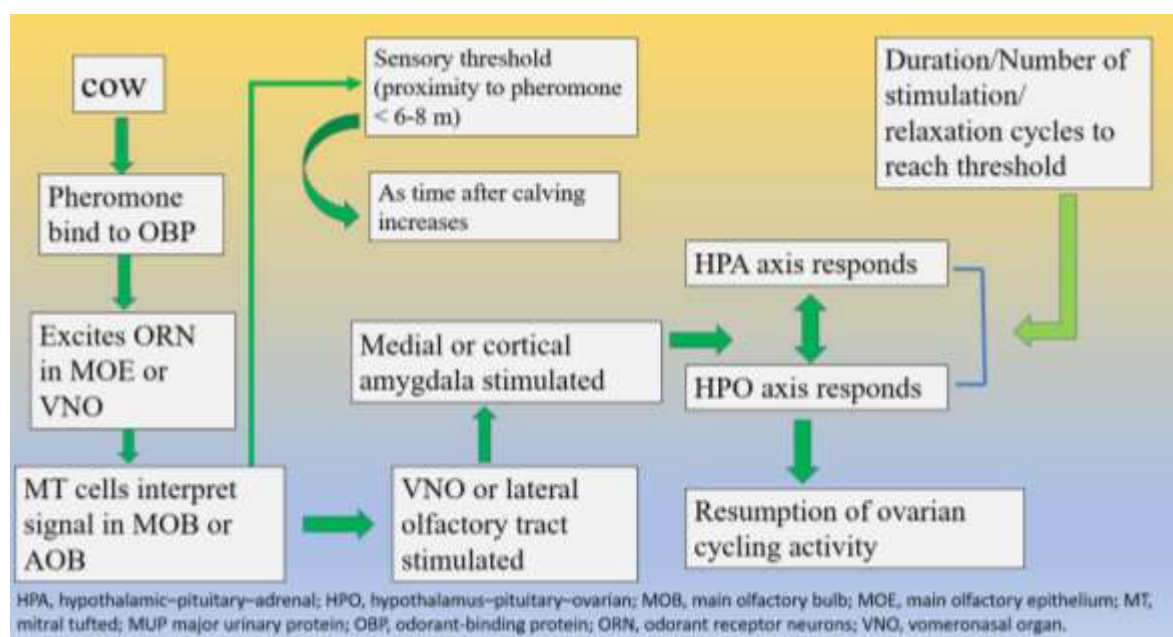 cow
Pheromone
bind to OBP
Excites ORN
in MOE or
VNO
MT cells interpret
signal in MOB or
AOB
Sensory threshold
(proximity to pheromone
< 6-8 m)
As time after calving
increases
VNO or lateral
olfactory tract
stimulated
Medial or cortical
amygdala stimulated
HPA axis responds
HPO axis responds
Resumption of ovarian
cycling activity
Duration/Number of
stimulation/
relaxation cycles to
reach threshold
HPA, hypothalamic–pituitary–adrenal; HPO, hypothalamus–pituitary–ovarian; MOB, main olfactory bulb; MOE, main olfactory epithelium; MT,
mitral tufted; MUP major urinary protein; OBP, odorant-binding protein; ORN, odorant receptor neurons; VNO, vomeronasal organ.